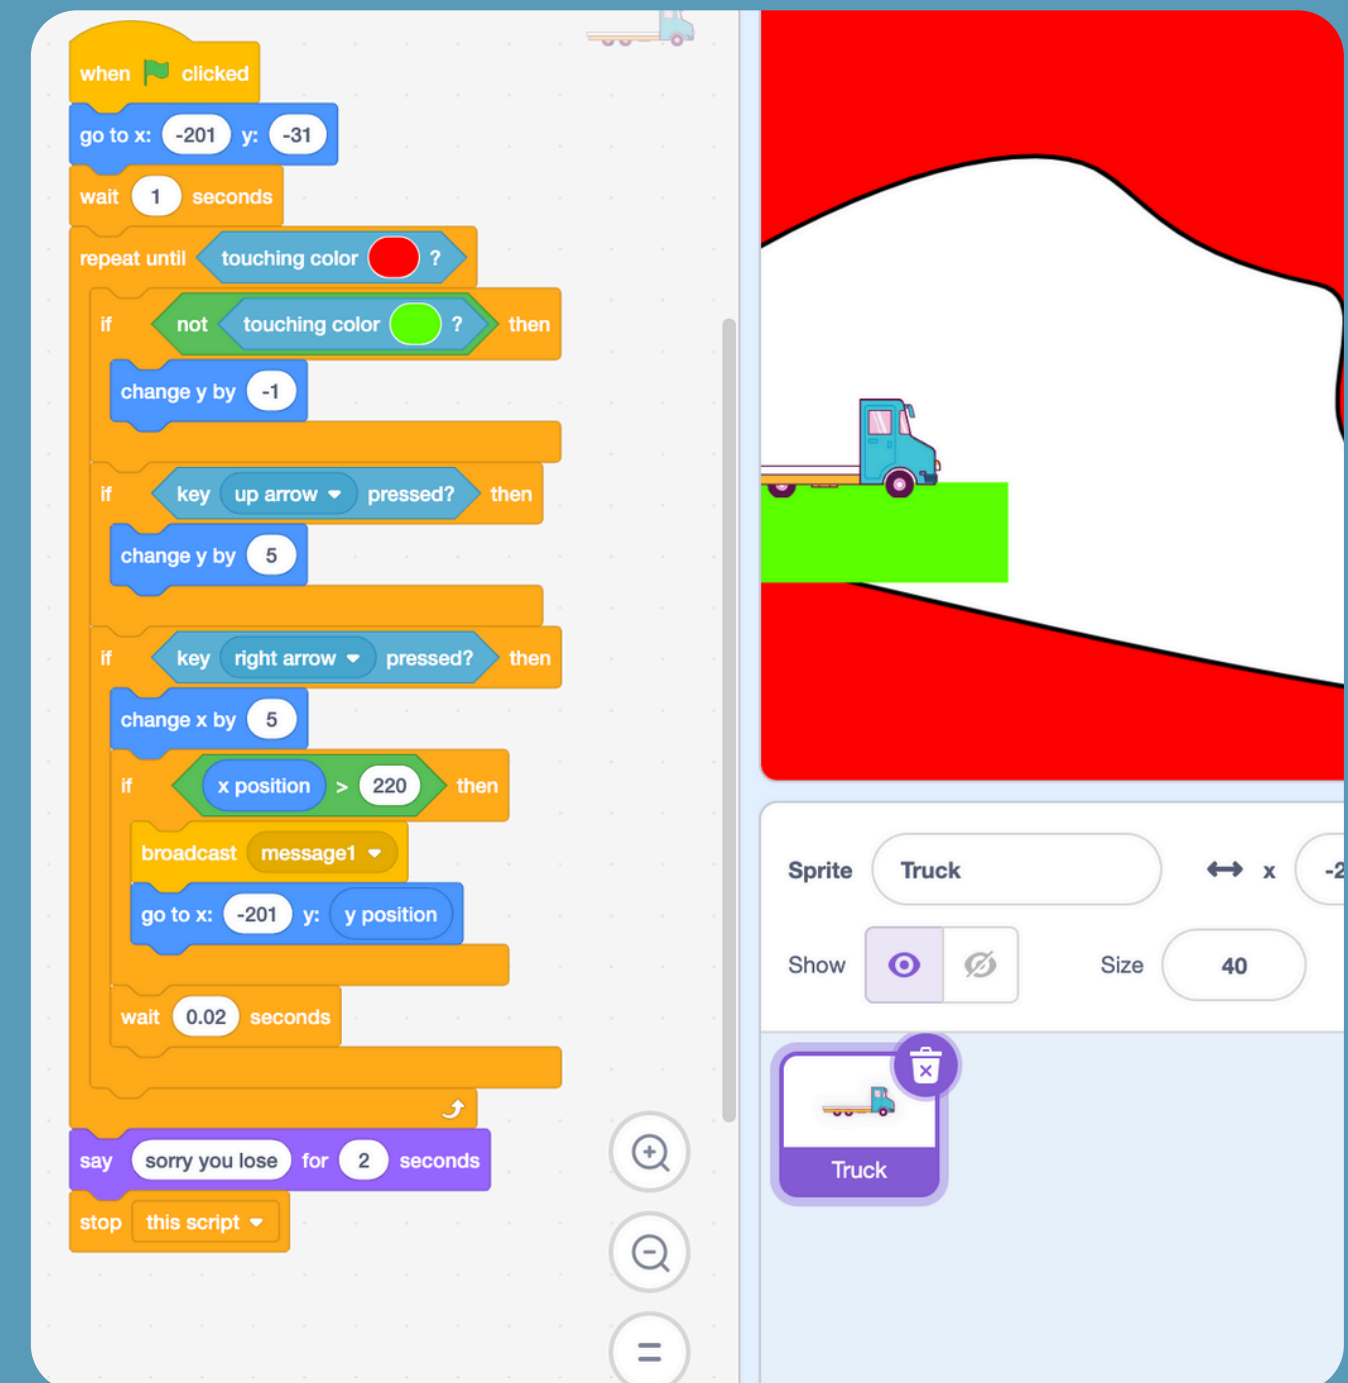 when clicked
go to x: -201 y: -31
wait 1 seconds
repeat until touching color ?
if not touching color ? then
change y by -1
if key up arrow pressed? then
change y by 5
if key right arrow pressed? then
change x by 5
if x position > 220 then
broadcast message1
go to x: -201 y: y position
wait 0.02 seconds
say sorry you lose for 2 seconds
stop this script
Sprite Truck x -2
Show Size 40
Truck